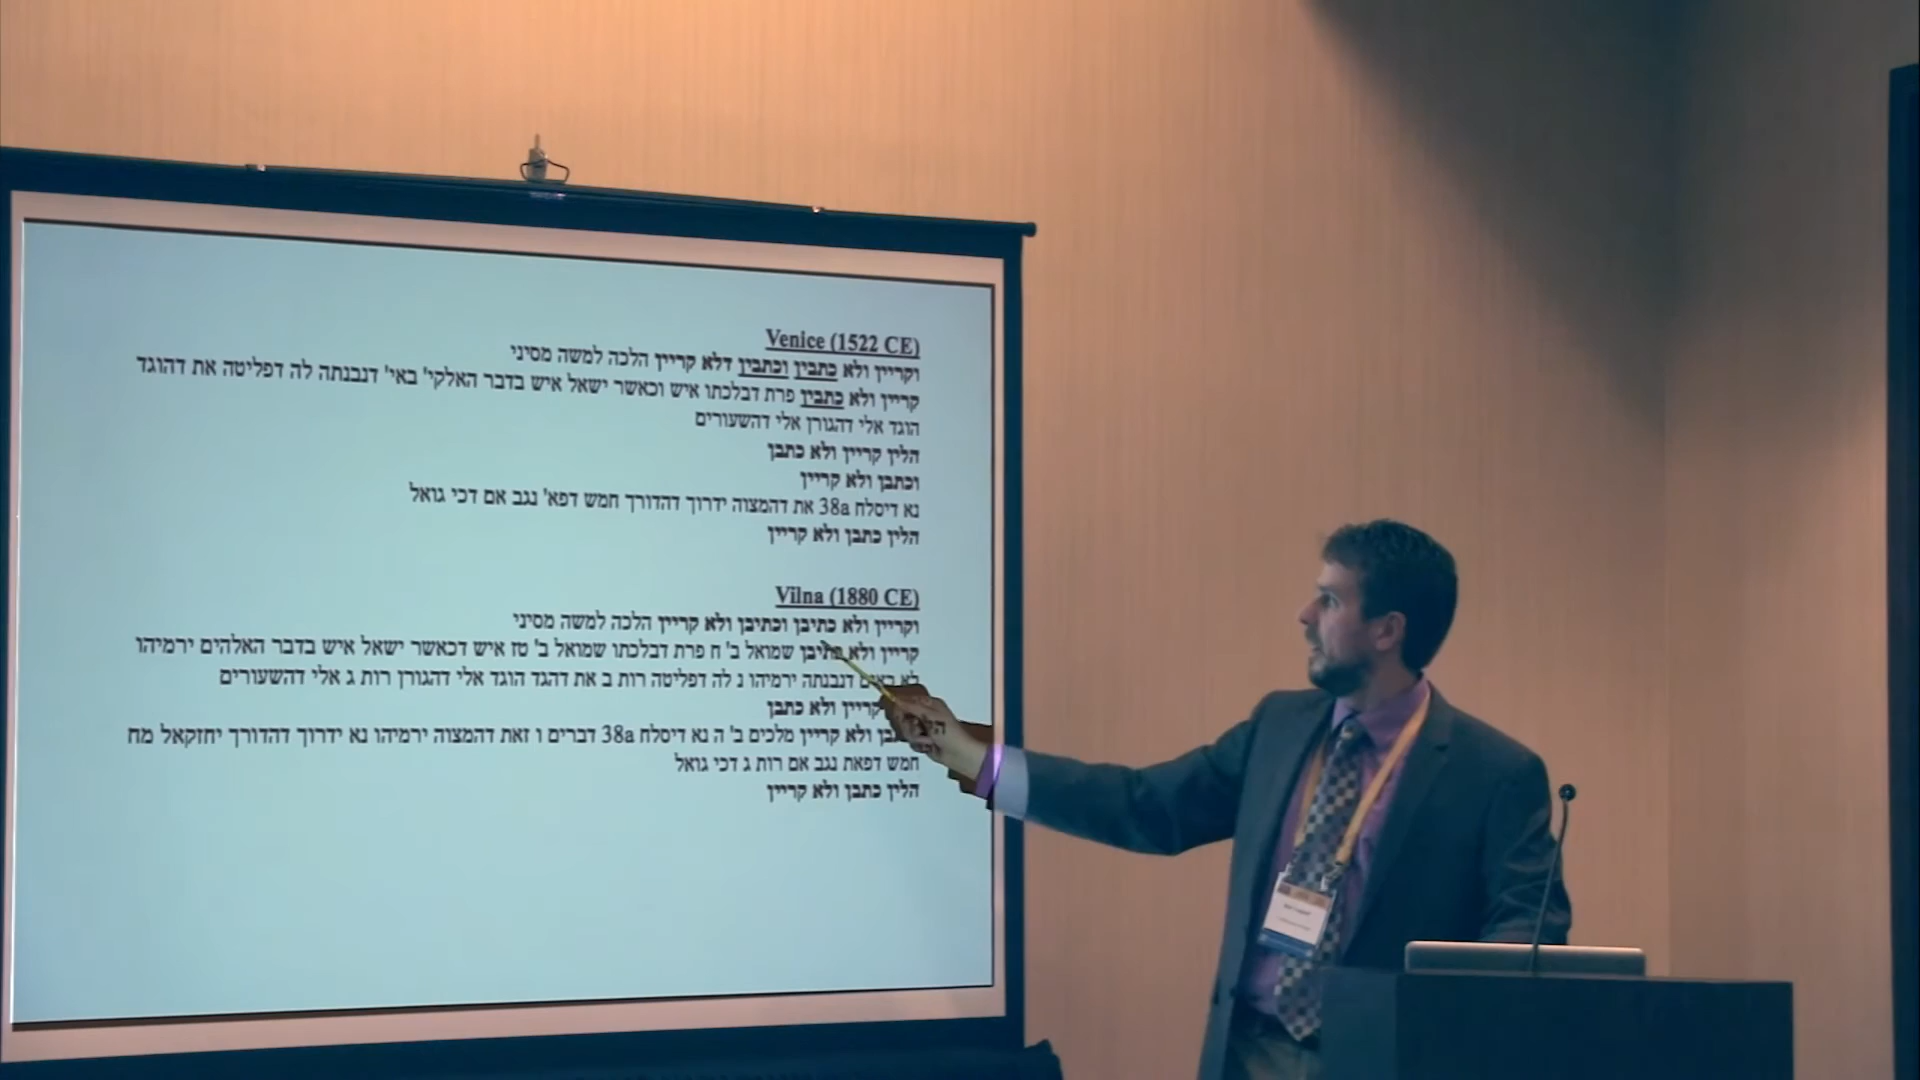 Venice (1522 CE)
וקריין ולא כתבין וכתבין דלא קריין הלכה למשה מסיני
קריין ולא כתבין פרת דבלכתו איש וכאשר ישאל איש בדבר האלקי' באי' דנבנתה לה דפליטה את דהוגד
הוגד אלי דהגורן אלי דהשעורים
הלין קריין ולא כתבן
וכתבן ולא קריין
נא דיסלח 38a את דהמצוה ידרוך דהדורך חמש דפא' נגב אם דכי גואל
הלין כתבן ולא קריין
Vilna (1880 CE)
וקריין ולא כתיבן וכתיבן ולא קריין הלכה למשה מסיני
קריין ולא כתיבן שמואל ב' ח פרת דבלכתו שמואל ב' טז איש דכאשר ישאל איש בדבר האלהים ירמיהו
לא באים דנבנתה ירמיהו נ לה דפליטה רות ב את דהגד הוגד אלי דהגורן רות ג אלי דהשעורים
קריין ולא כתבן
ולא קריין מלכים ב' ה נא דיסלח 38a דברים ו זאת דהמצוה ירמיהו נא ידרוך דהדורך יחזקאל מח
חמש דפאת נגב אם רות ג דכי גואל
הלין כתבן ולא קריין